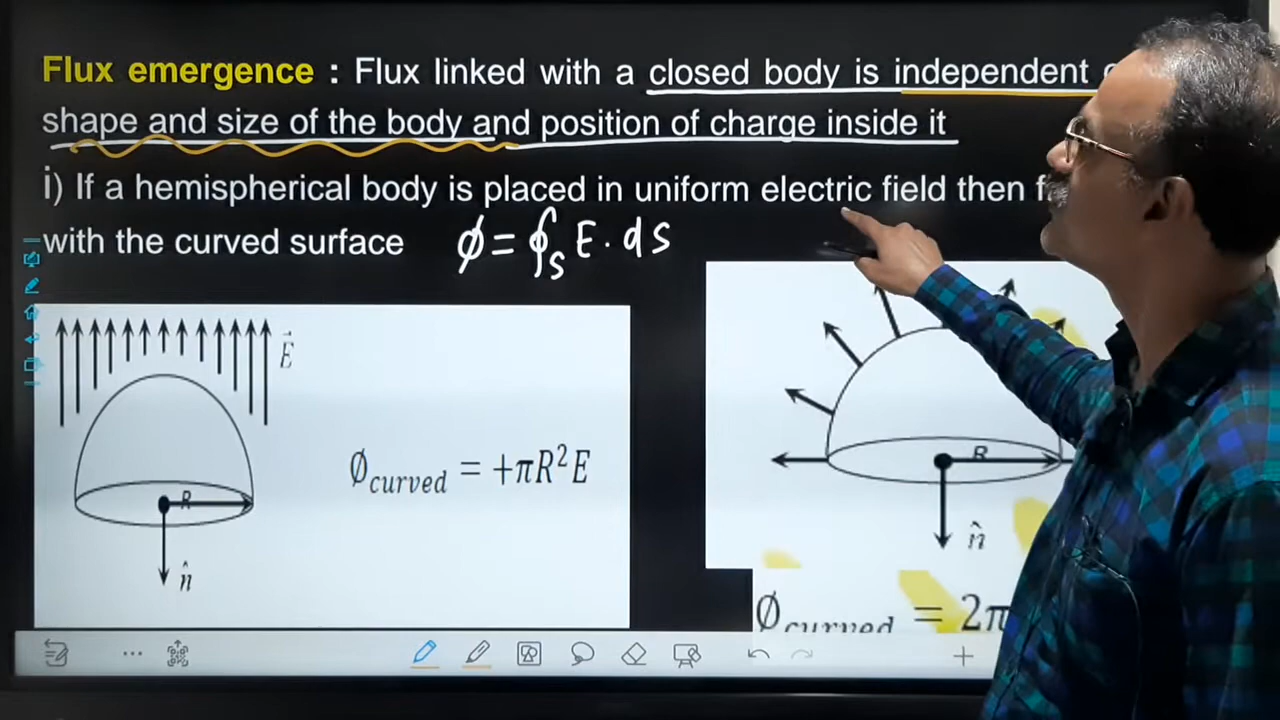 Flux emergence : Flux linked with a closed body is independent
shape and size of the body and position of charge inside it
i) If a hemispherical body is placed in uniform electric field then
with the curved surface ϕ = ∮S E . ds
E⃗
R
n̂
∅curved = +πR²E
R
n̂
∅curved = 2π